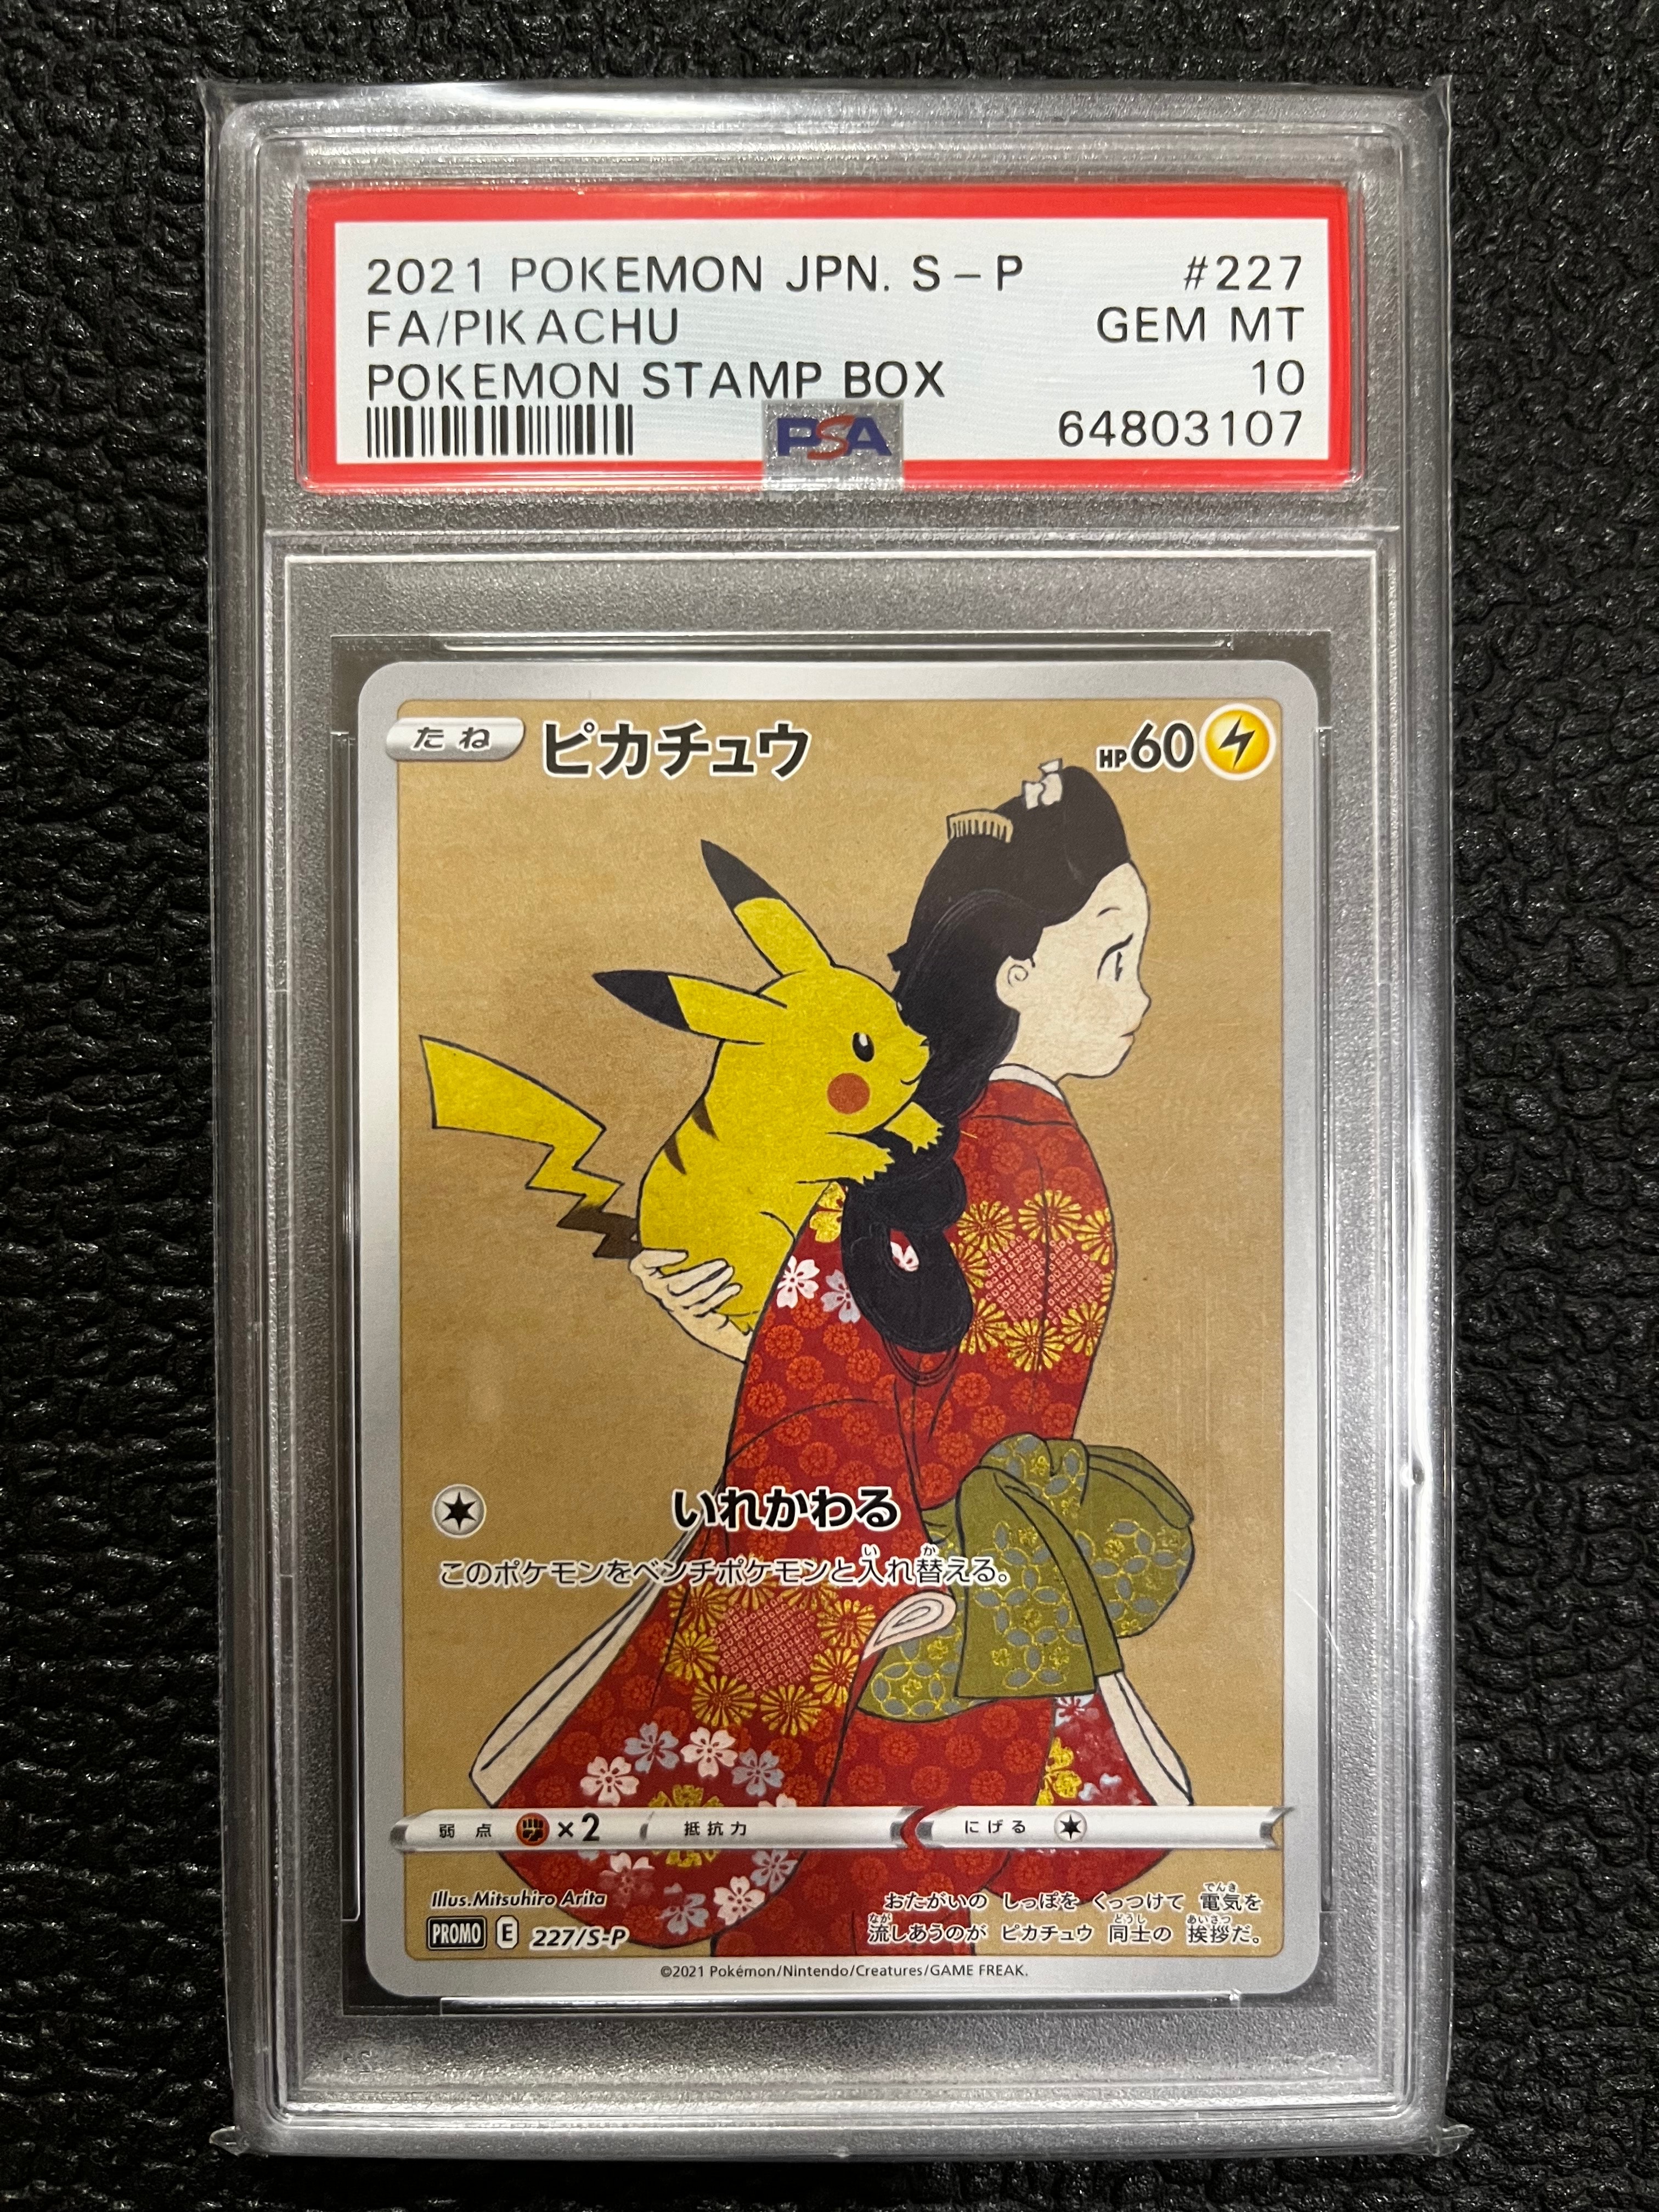 2021 POKEMON JPN. S-P #227
FA/PIKACHU GEM MT
POKEMON STAMP BOX 10
PSA 64803107
たね ピカチュウ HP60
いれかわる
このポケモンをベンチポケモンと入れ替える。
弱点 ×2 抵抗力 にげる
Illus. Mitsuhiro Arita
PROMO E 227/S-P
おたがいの しっぽを くっつけて 電気を
流しあうのが ピカチュウ 同士の 挨拶だ。
©2021 Pokémon/Nintendo/Creatures/GAME FREAK.